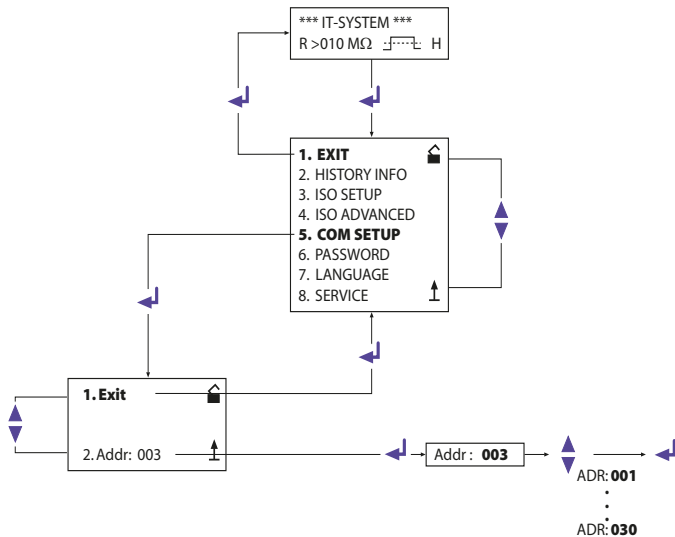 *** IT-SYSTEM ***
R >010 MΩ H
1. EXIT
2. HISTORY INFO
3. ISO SETUP
4. ISO ADVANCED
5. COM SETUP
6. PASSWORD
7. LANGUAGE
8. SERVICE
1. Exit
2. Addr: 003
Addr : 003
ADR: 001
.
.
.
ADR: 030